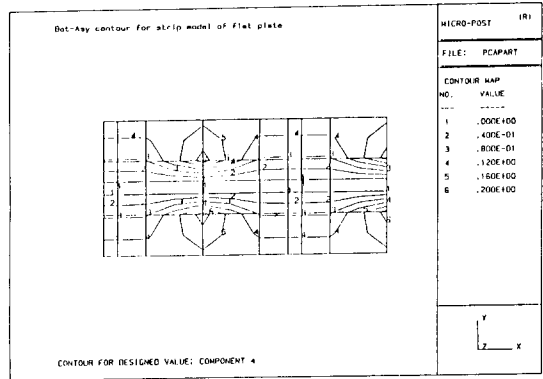 Bot-Asy contour for strip model of flat plate
MICRO-POST (R)
FILE: PCAPART
CONTOUR MAP
NO. VALUE
--- -----
1 .000E+00
2 .400E-01
3 .800E-01
4 .120E+00
5 .160E+00
6 .200E+00
Y
Z X
CONTOUR FOR DESIGNED VALUE: COMPONENT 4